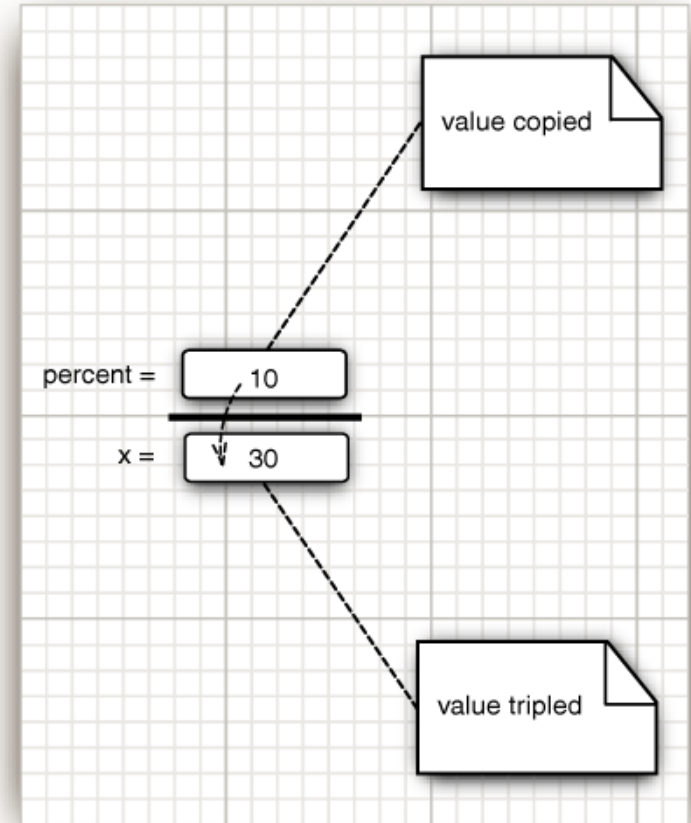 value copied
percent = 10
x = 30
value tripled